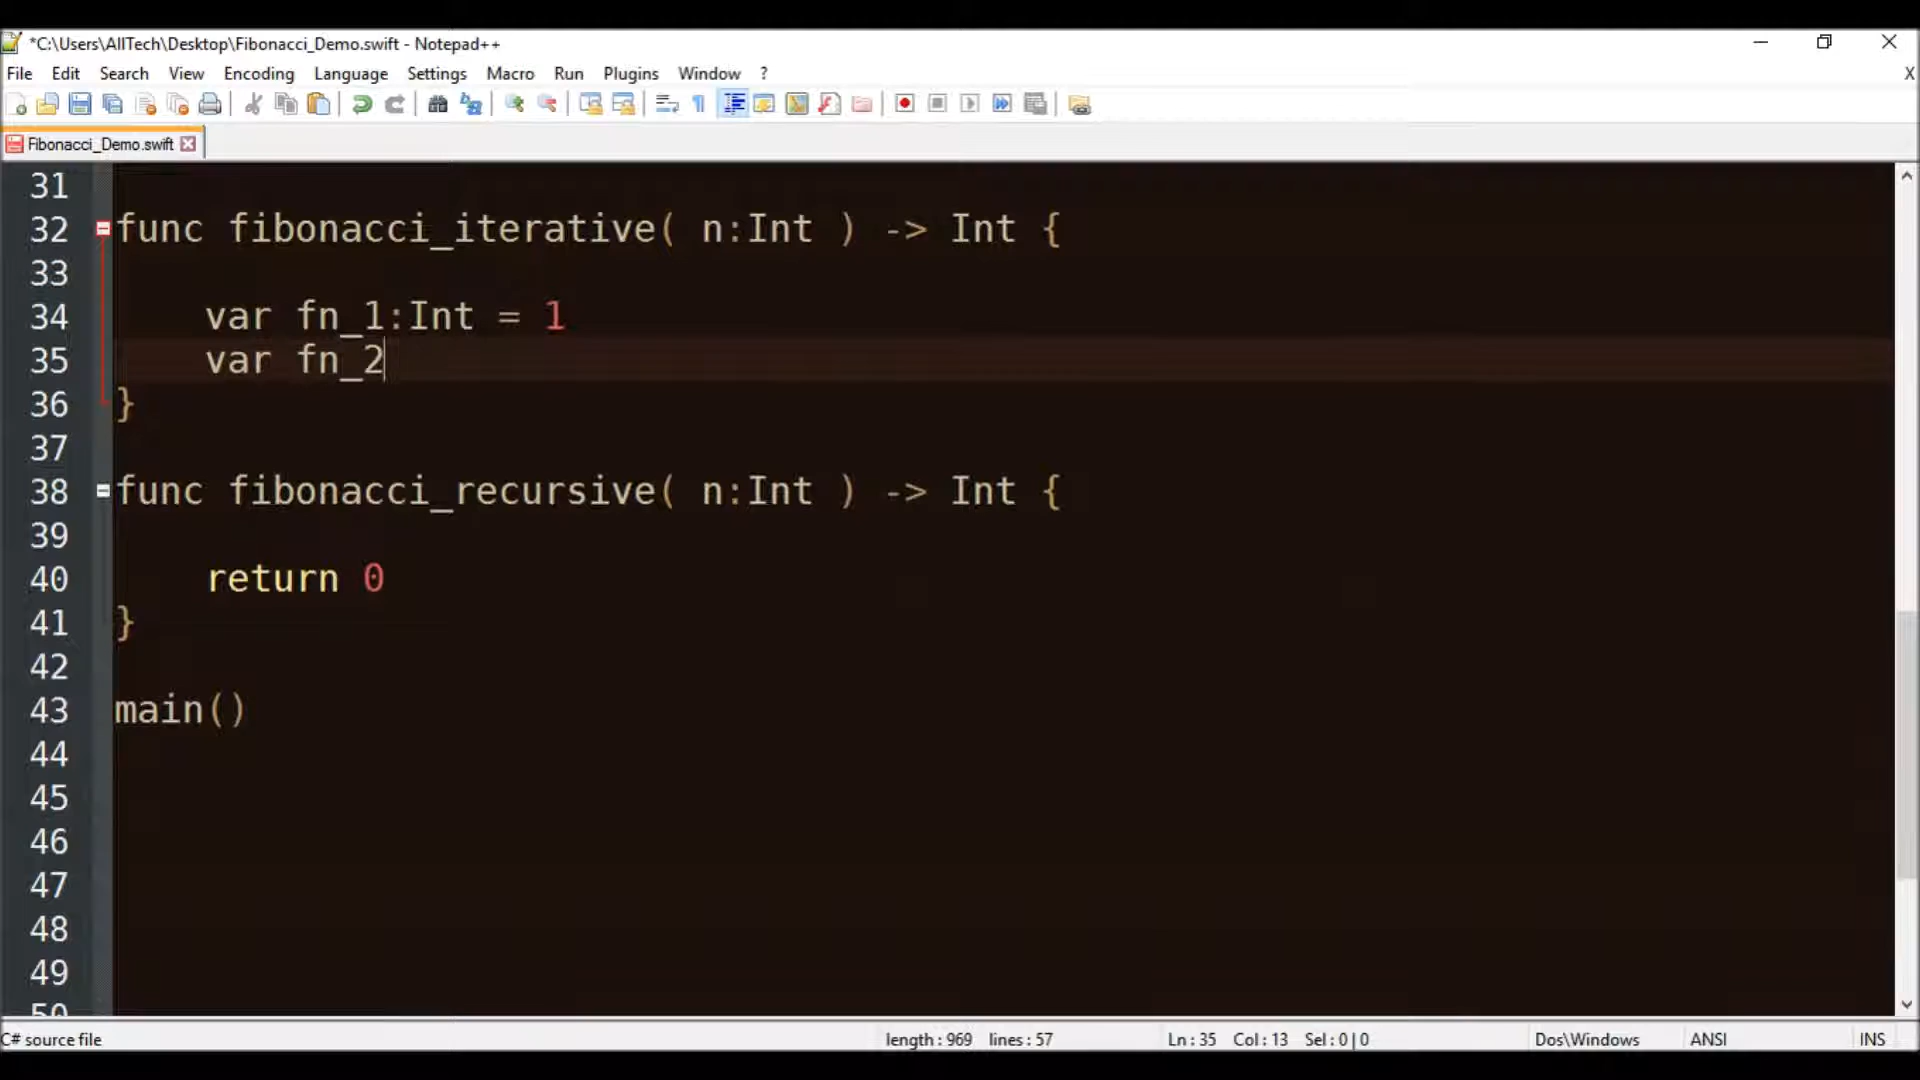 *C:\Users\AllTech\Desktop\Fibonacci_Demo.swift - Notepad++
File Edit Search View Encoding Language Settings Macro Run Plugins Window ? X
Fibonacci_Demo.swift
31
32 func fibonacci_iterative( n:Int ) -> Int {
33
34     var fn_1:Int = 1
35     var fn_2
36 }
37
38 func fibonacci_recursive( n:Int ) -> Int {
39
40     return 0
41 }
42
43 main()
44
45
46
47
48
49
50
C# source file length : 969 lines : 57 Ln : 35 Col : 13 Sel : 0 | 0 Dos\Windows ANSI INS